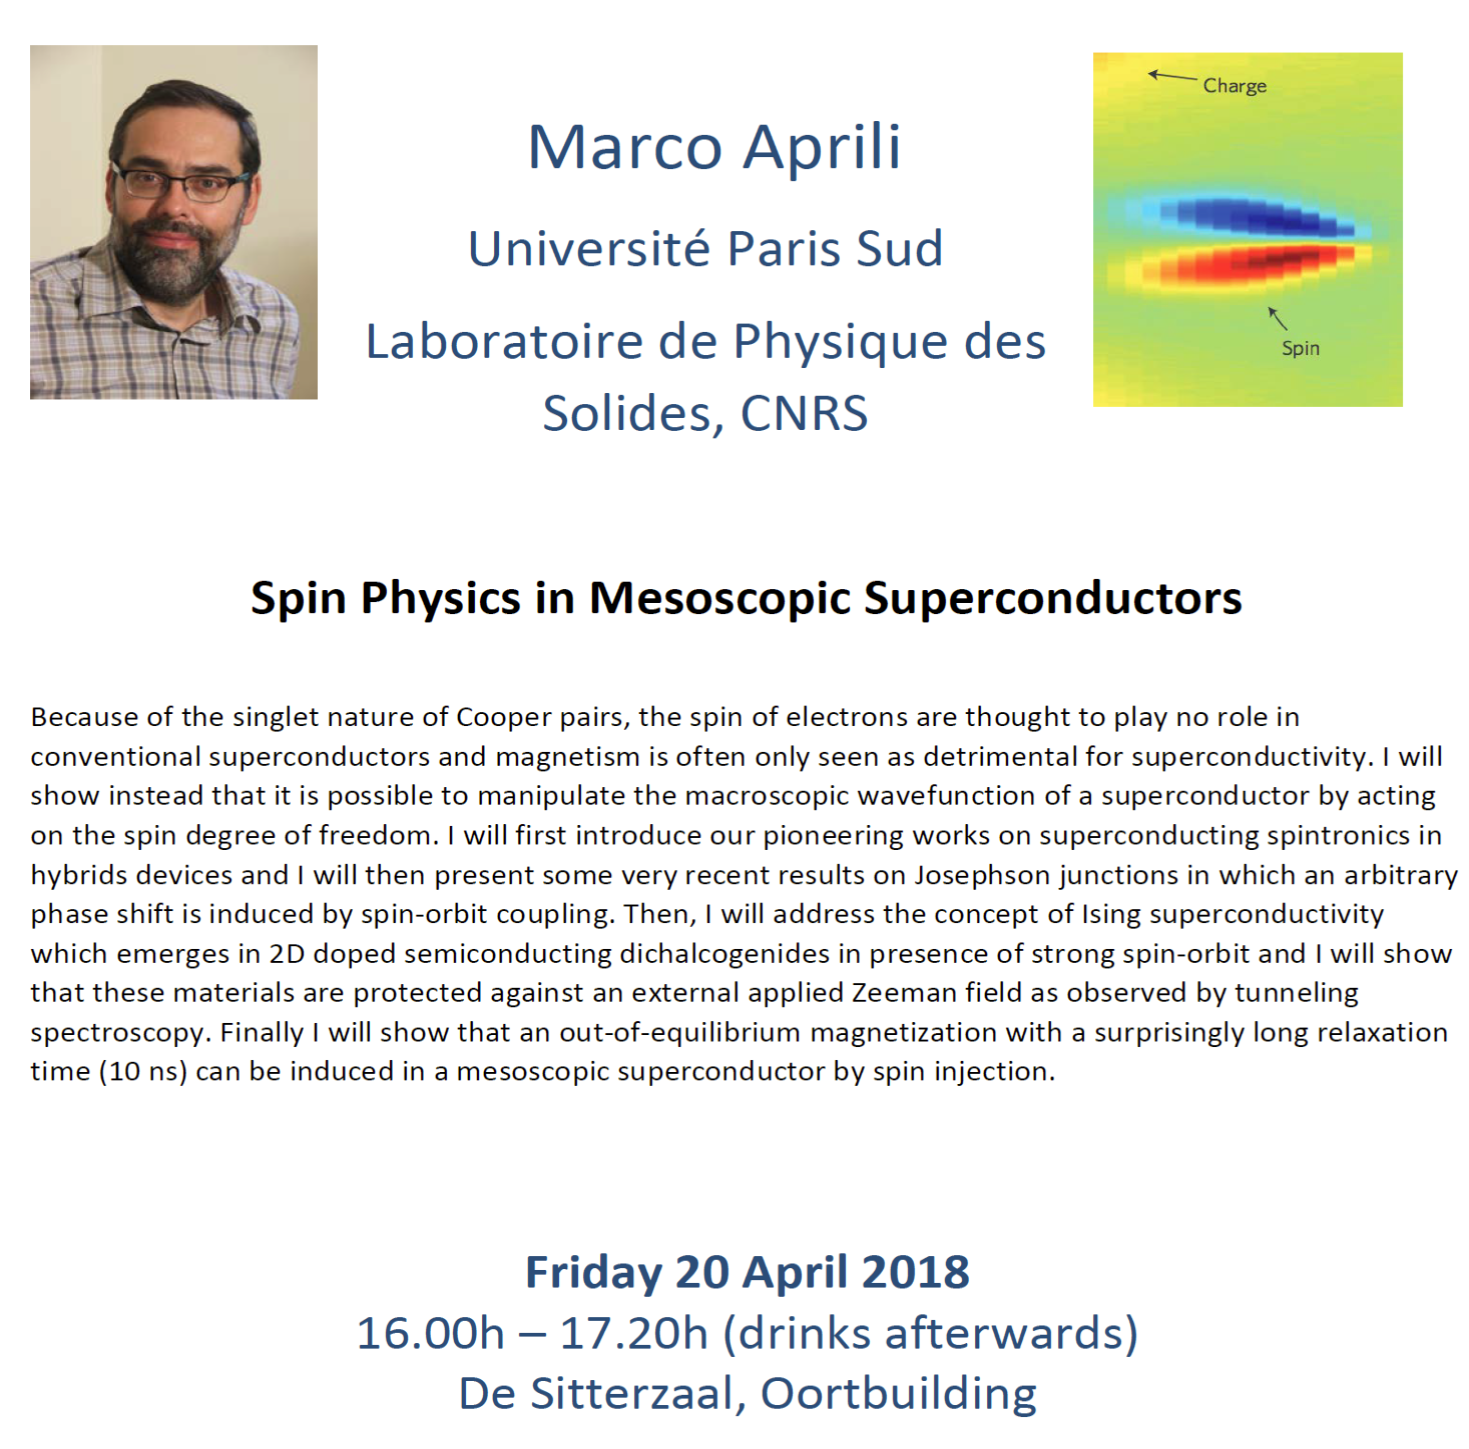 Charge
Marco Aprili
Université Paris Sud
Laboratoire de Physique des
Solides, CNRS
Spin
Spin Physics in Mesoscopic Superconductors
Because of the singlet nature of Cooper pairs, the spin of electrons are thought to play no role in
conventional superconductors and magnetism is often only seen as detrimental for superconductivity. I will
show instead that it is possible to manipulate the macroscopic wavefunction of a superconductor by acting
on the spin degree of freedom. I will first introduce our pioneering works on superconducting spintronics in
hybrids devices and I will then present some very recent results on Josephson junctions in which an arbitrary
phase shift is induced by spin-orbit coupling. Then, I will address the concept of Ising superconductivity
which emerges in 2D doped semiconducting dichalcogenides in presence of strong spin-orbit and I will show
that these materials are protected against an external applied Zeeman field as observed by tunneling
spectroscopy. Finally I will show that an out-of-equilibrium magnetization with a surprisingly long relaxation
time (10 ns) can be induced in a mesoscopic superconductor by spin injection.
Friday 20 April 2018
16.00h – 17.20h (drinks afterwards)
De Sitterzaal, Oortbuilding